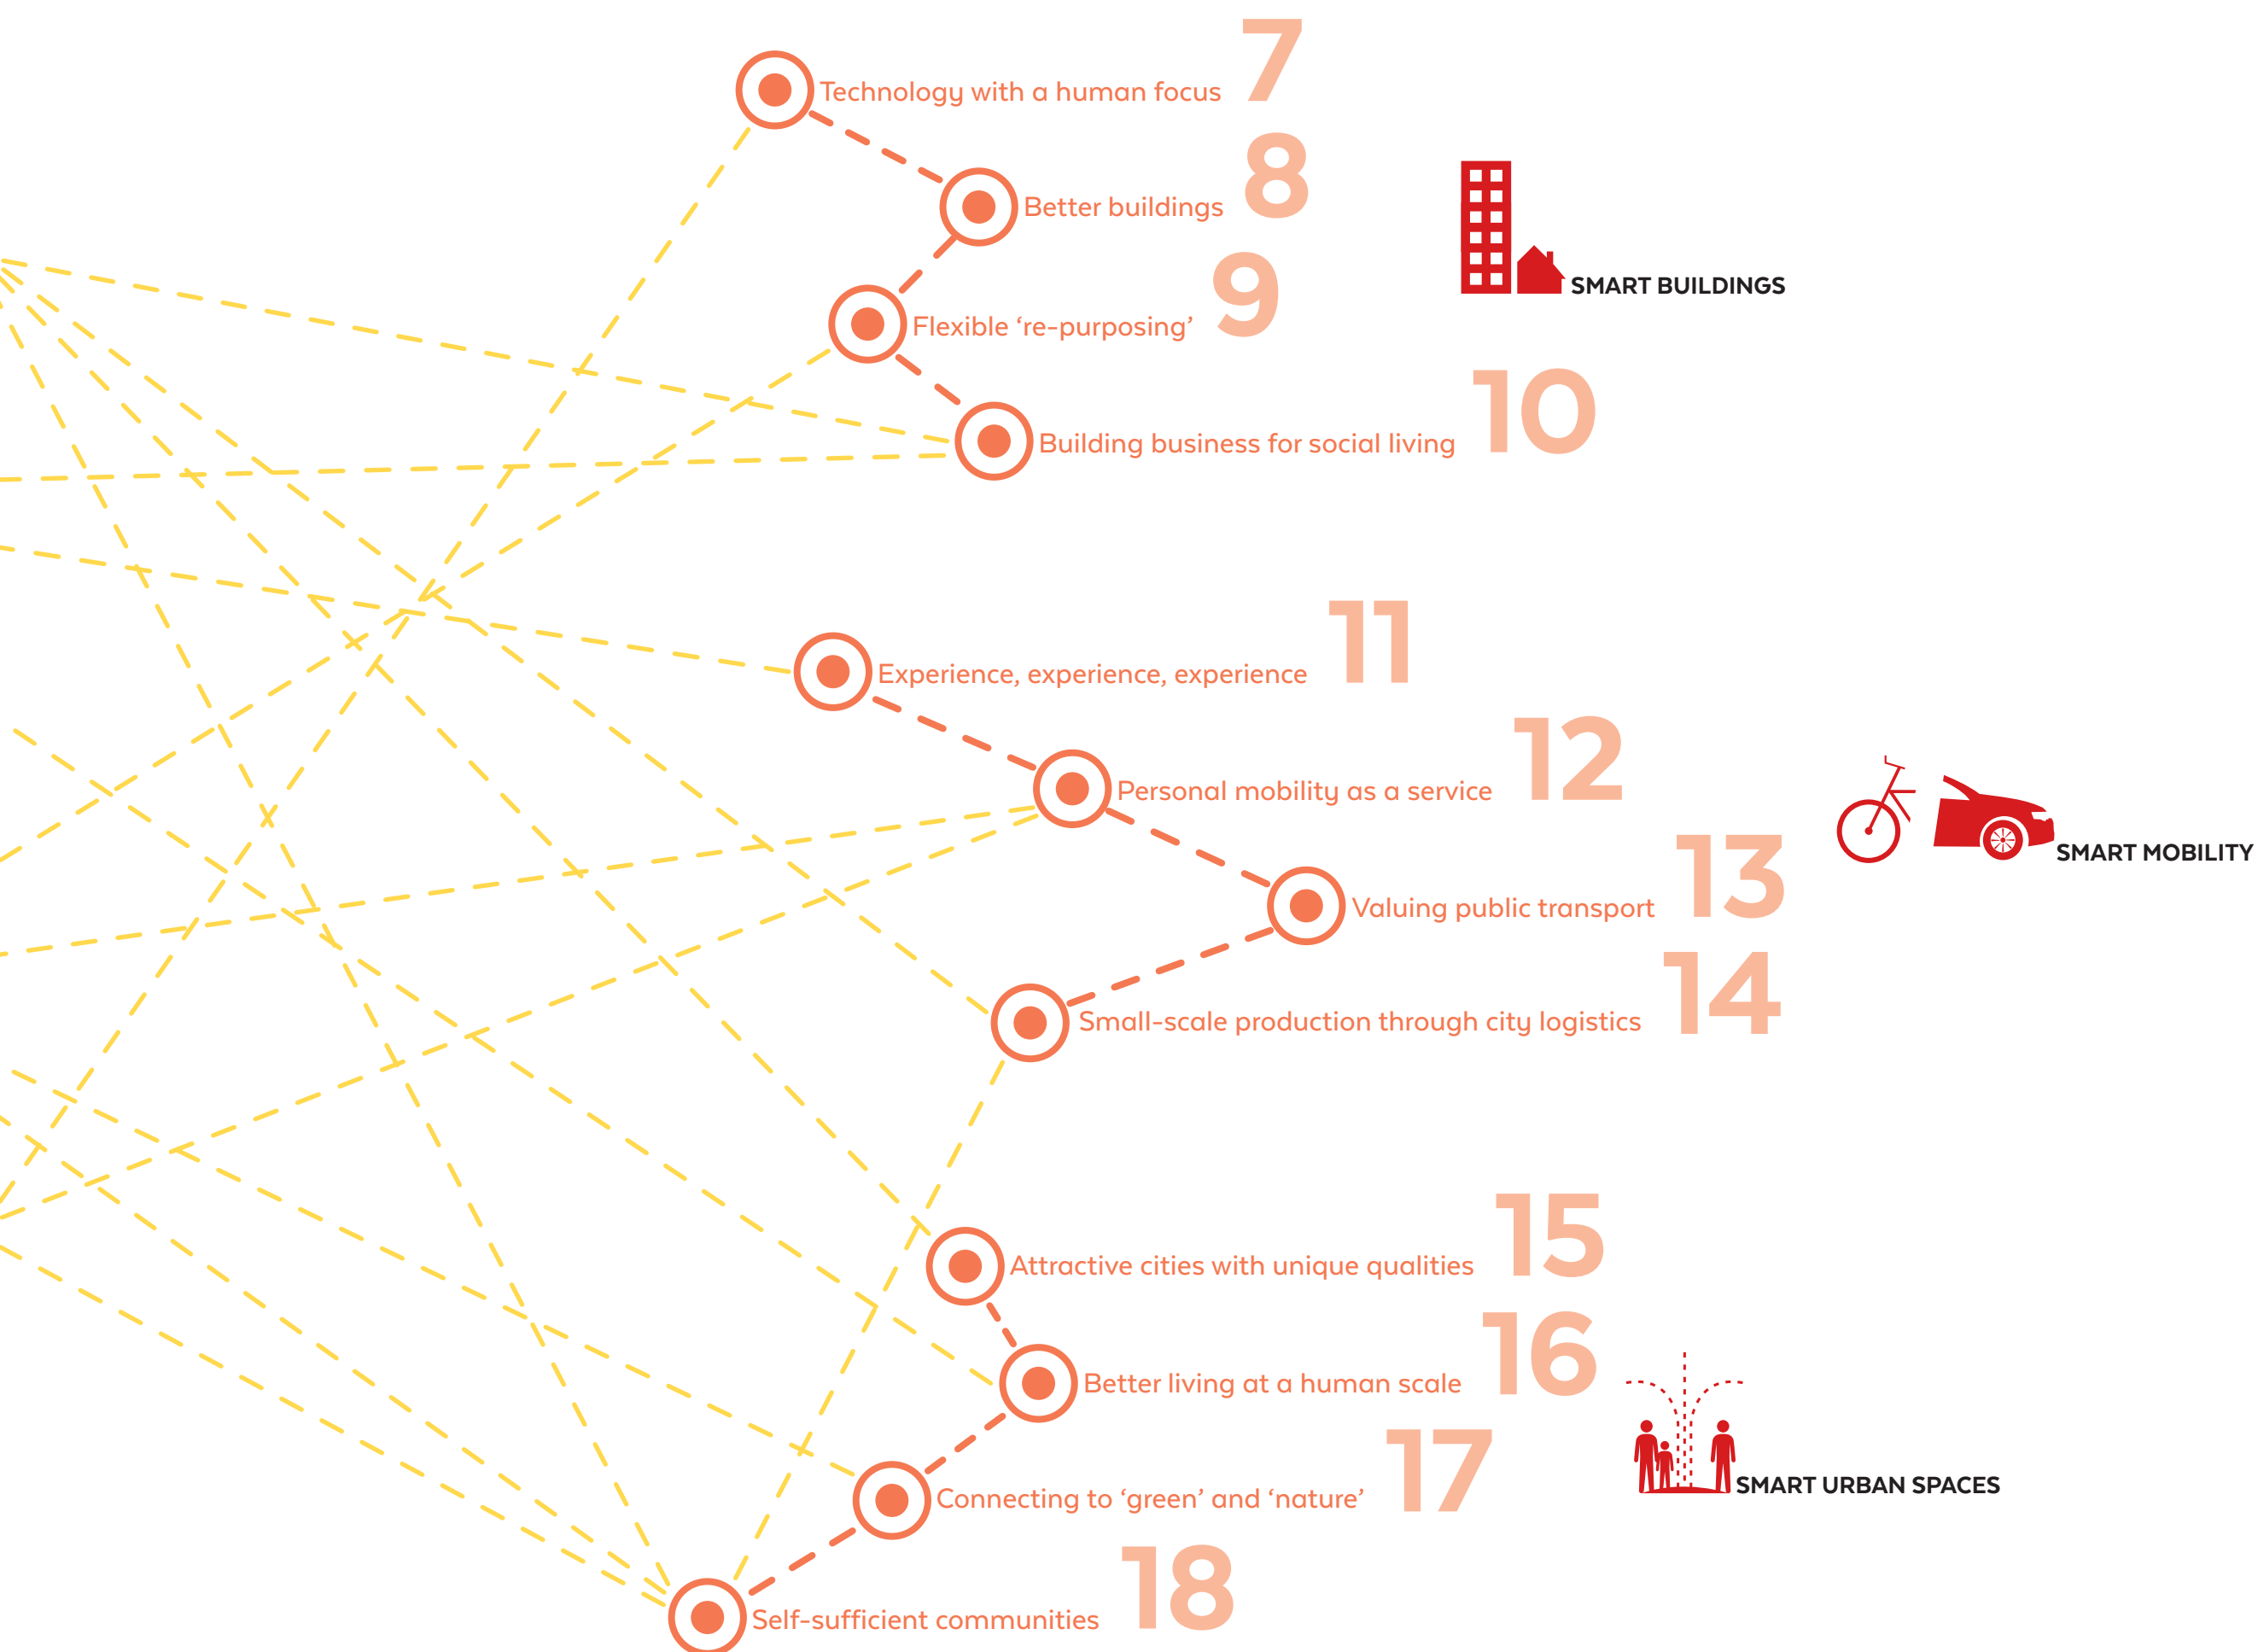 Technology with a human focus 7
Better buildings 8
SMART BUILDINGS
Flexible ‘re-purposing’ 9
Building business for social living 10
Experience, experience, experience 11
Personal mobility as a service 12
SMART MOBILITY
Valuing public transport 13
Small-scale production through city logistics 14
Attractive cities with unique qualities 15
Better living at a human scale 16
SMART URBAN SPACES
Connecting to ‘green’ and ‘nature’ 17
Self-sufficient communities 18